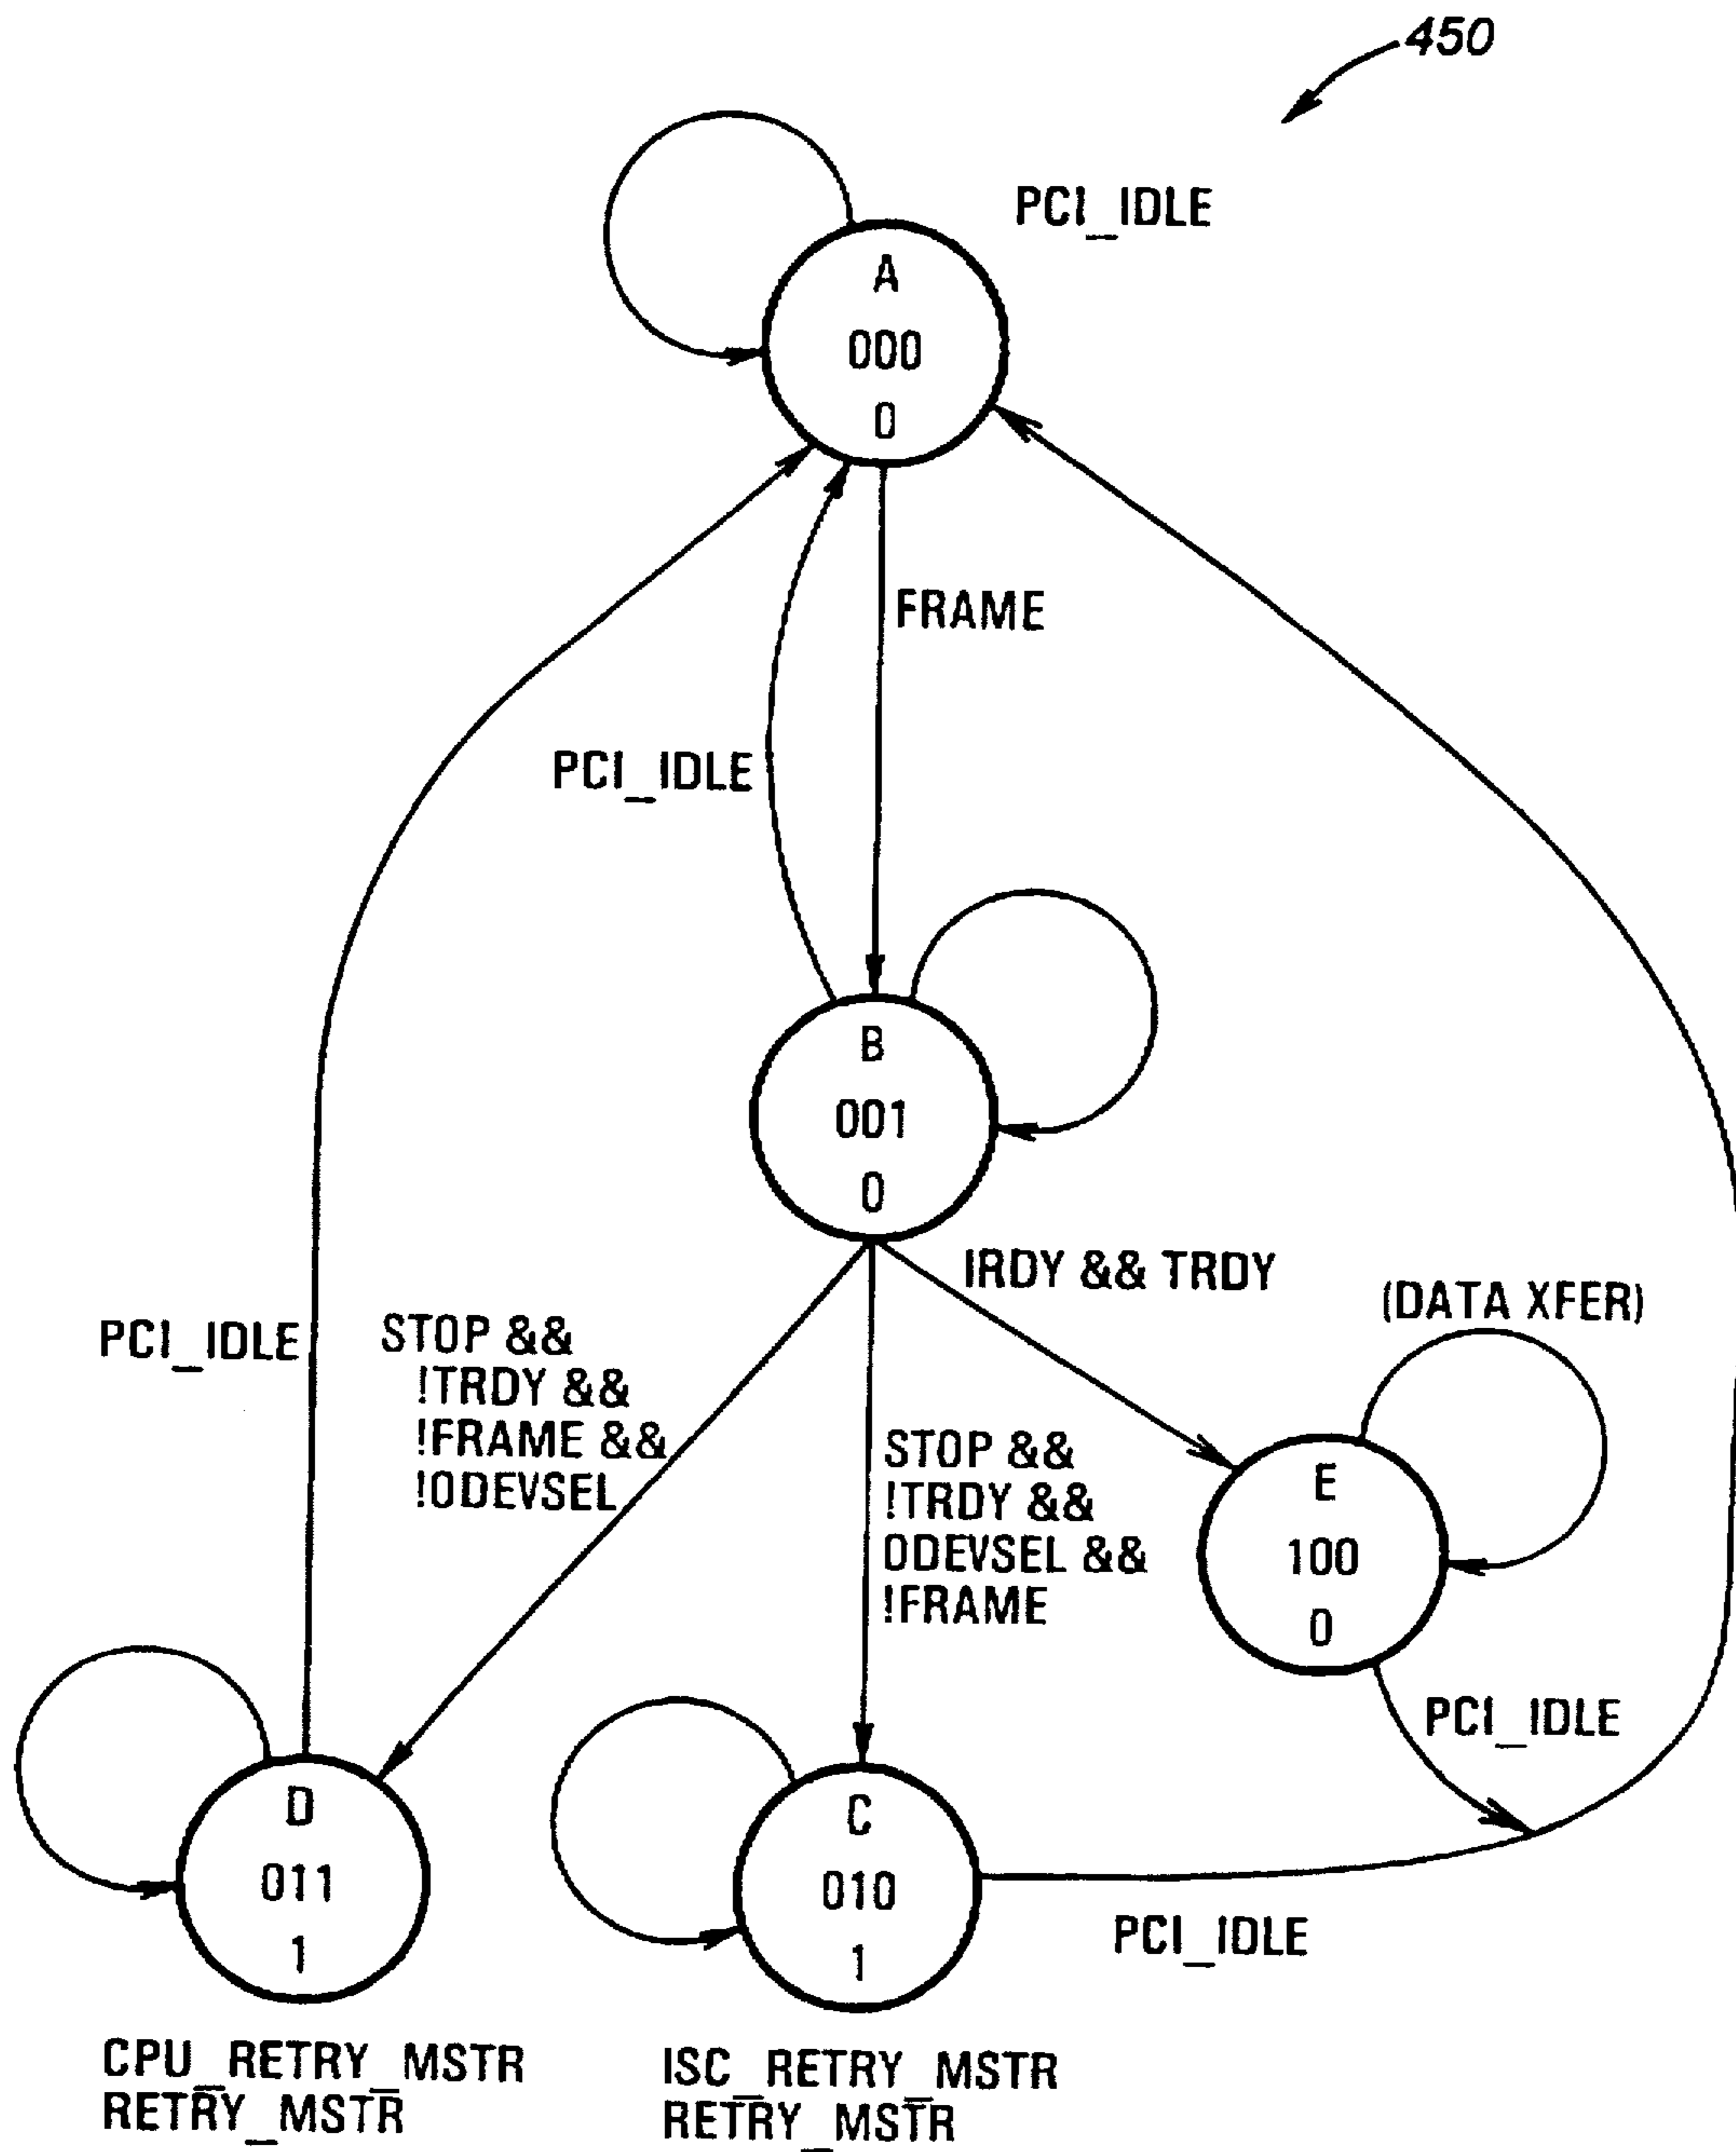 450
PCI_IDLE
A
000
0
FRAME
PCI_IDLE
B
001
0
IRDY && TRDY
(DATA XFER)
PCI_IDLE
STOP &&
!TRDY &&
!FRAME &&
!ODEVSEL
STOP &&
!TRDY &&
ODEVSEL &&
!FRAME
E
100
0
PCI_IDLE
D
011
1
C
010
1
PCI_IDLE
CPU_RETRY_MSTR
RETRY_MSTR
ISC_RETRY_MSTR
RETRY_MSTR